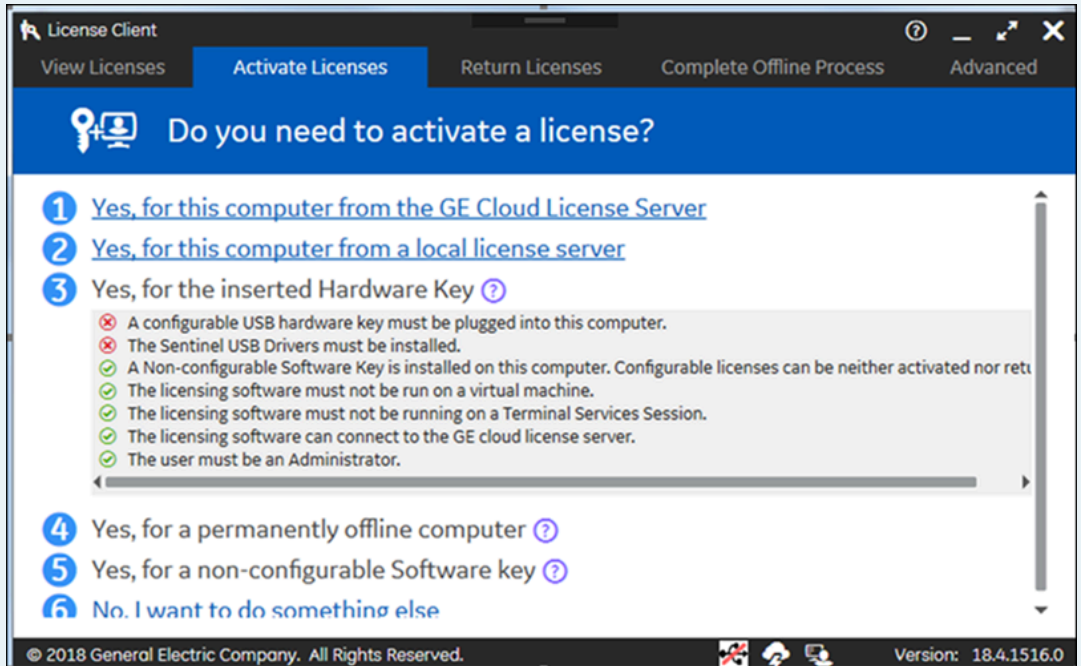 License Client
View Licenses Activate Licenses Return Licenses Complete Offline Process Advanced
Do you need to activate a license?
1 Yes, for this computer from the GE Cloud License Server
2 Yes, for this computer from a local license server
3 Yes, for the inserted Hardware Key ?
A configurable USB hardware key must be plugged into this computer.
The Sentinel USB Drivers must be installed.
A Non-configurable Software Key is installed on this computer. Configurable licenses can be neither activated nor retu
The licensing software must not be run on a virtual machine.
The licensing software must not be running on a Terminal Services Session.
The licensing software can connect to the GE cloud license server.
The user must be an Administrator.
4 Yes, for a permanently offline computer ?
5 Yes, for a non-configurable Software key ?
6 No, I want to do something else
© 2018 General Electric Company. All Rights Reserved. Version: 18.4.1516.0